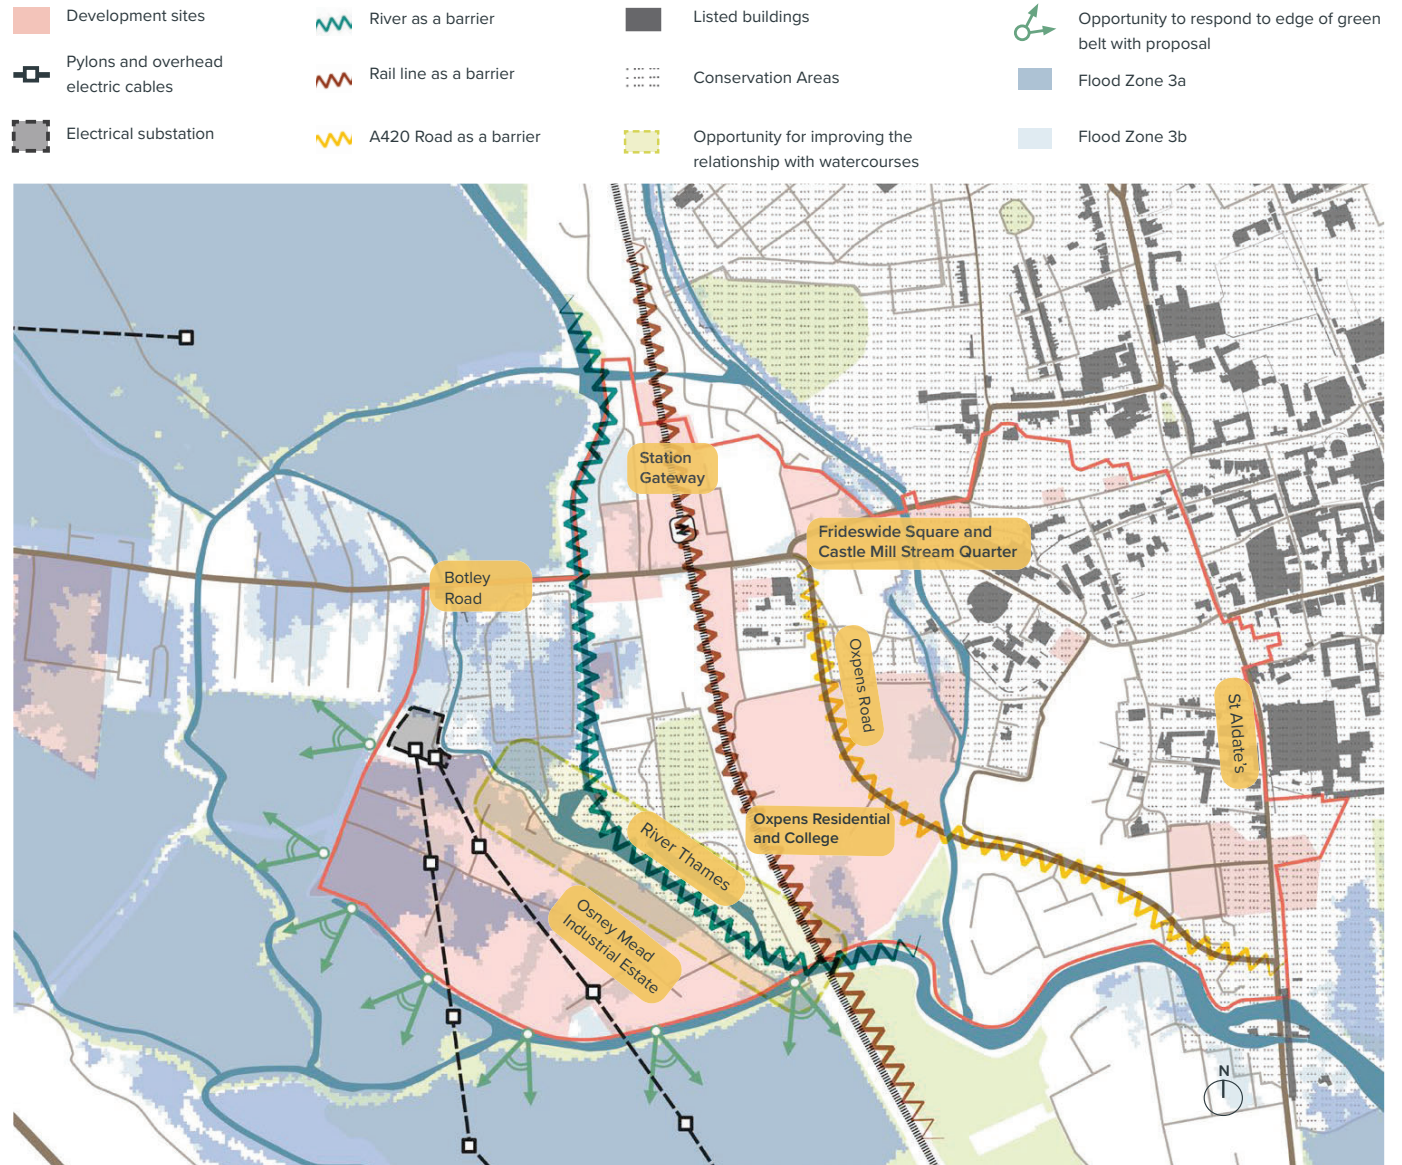 Development sites
Pylons and overhead
electric cables
Electrical substation
River as a barrier
Rail line as a barrier
A420 Road as a barrier
Listed buildings
Conservation Areas
Opportunity for improving the
relationship with watercourses
Opportunity to respond to edge of green
belt with proposal
Flood Zone 3a
Flood Zone 3b
Station
Gateway
Frideswide Square and
Castle Mill Stream Quarter
Botley
Road
Oxpens Road
St Aldate's
Oxpens Residential
and College
River Thames
Osney Mead
Industrial Estate
N